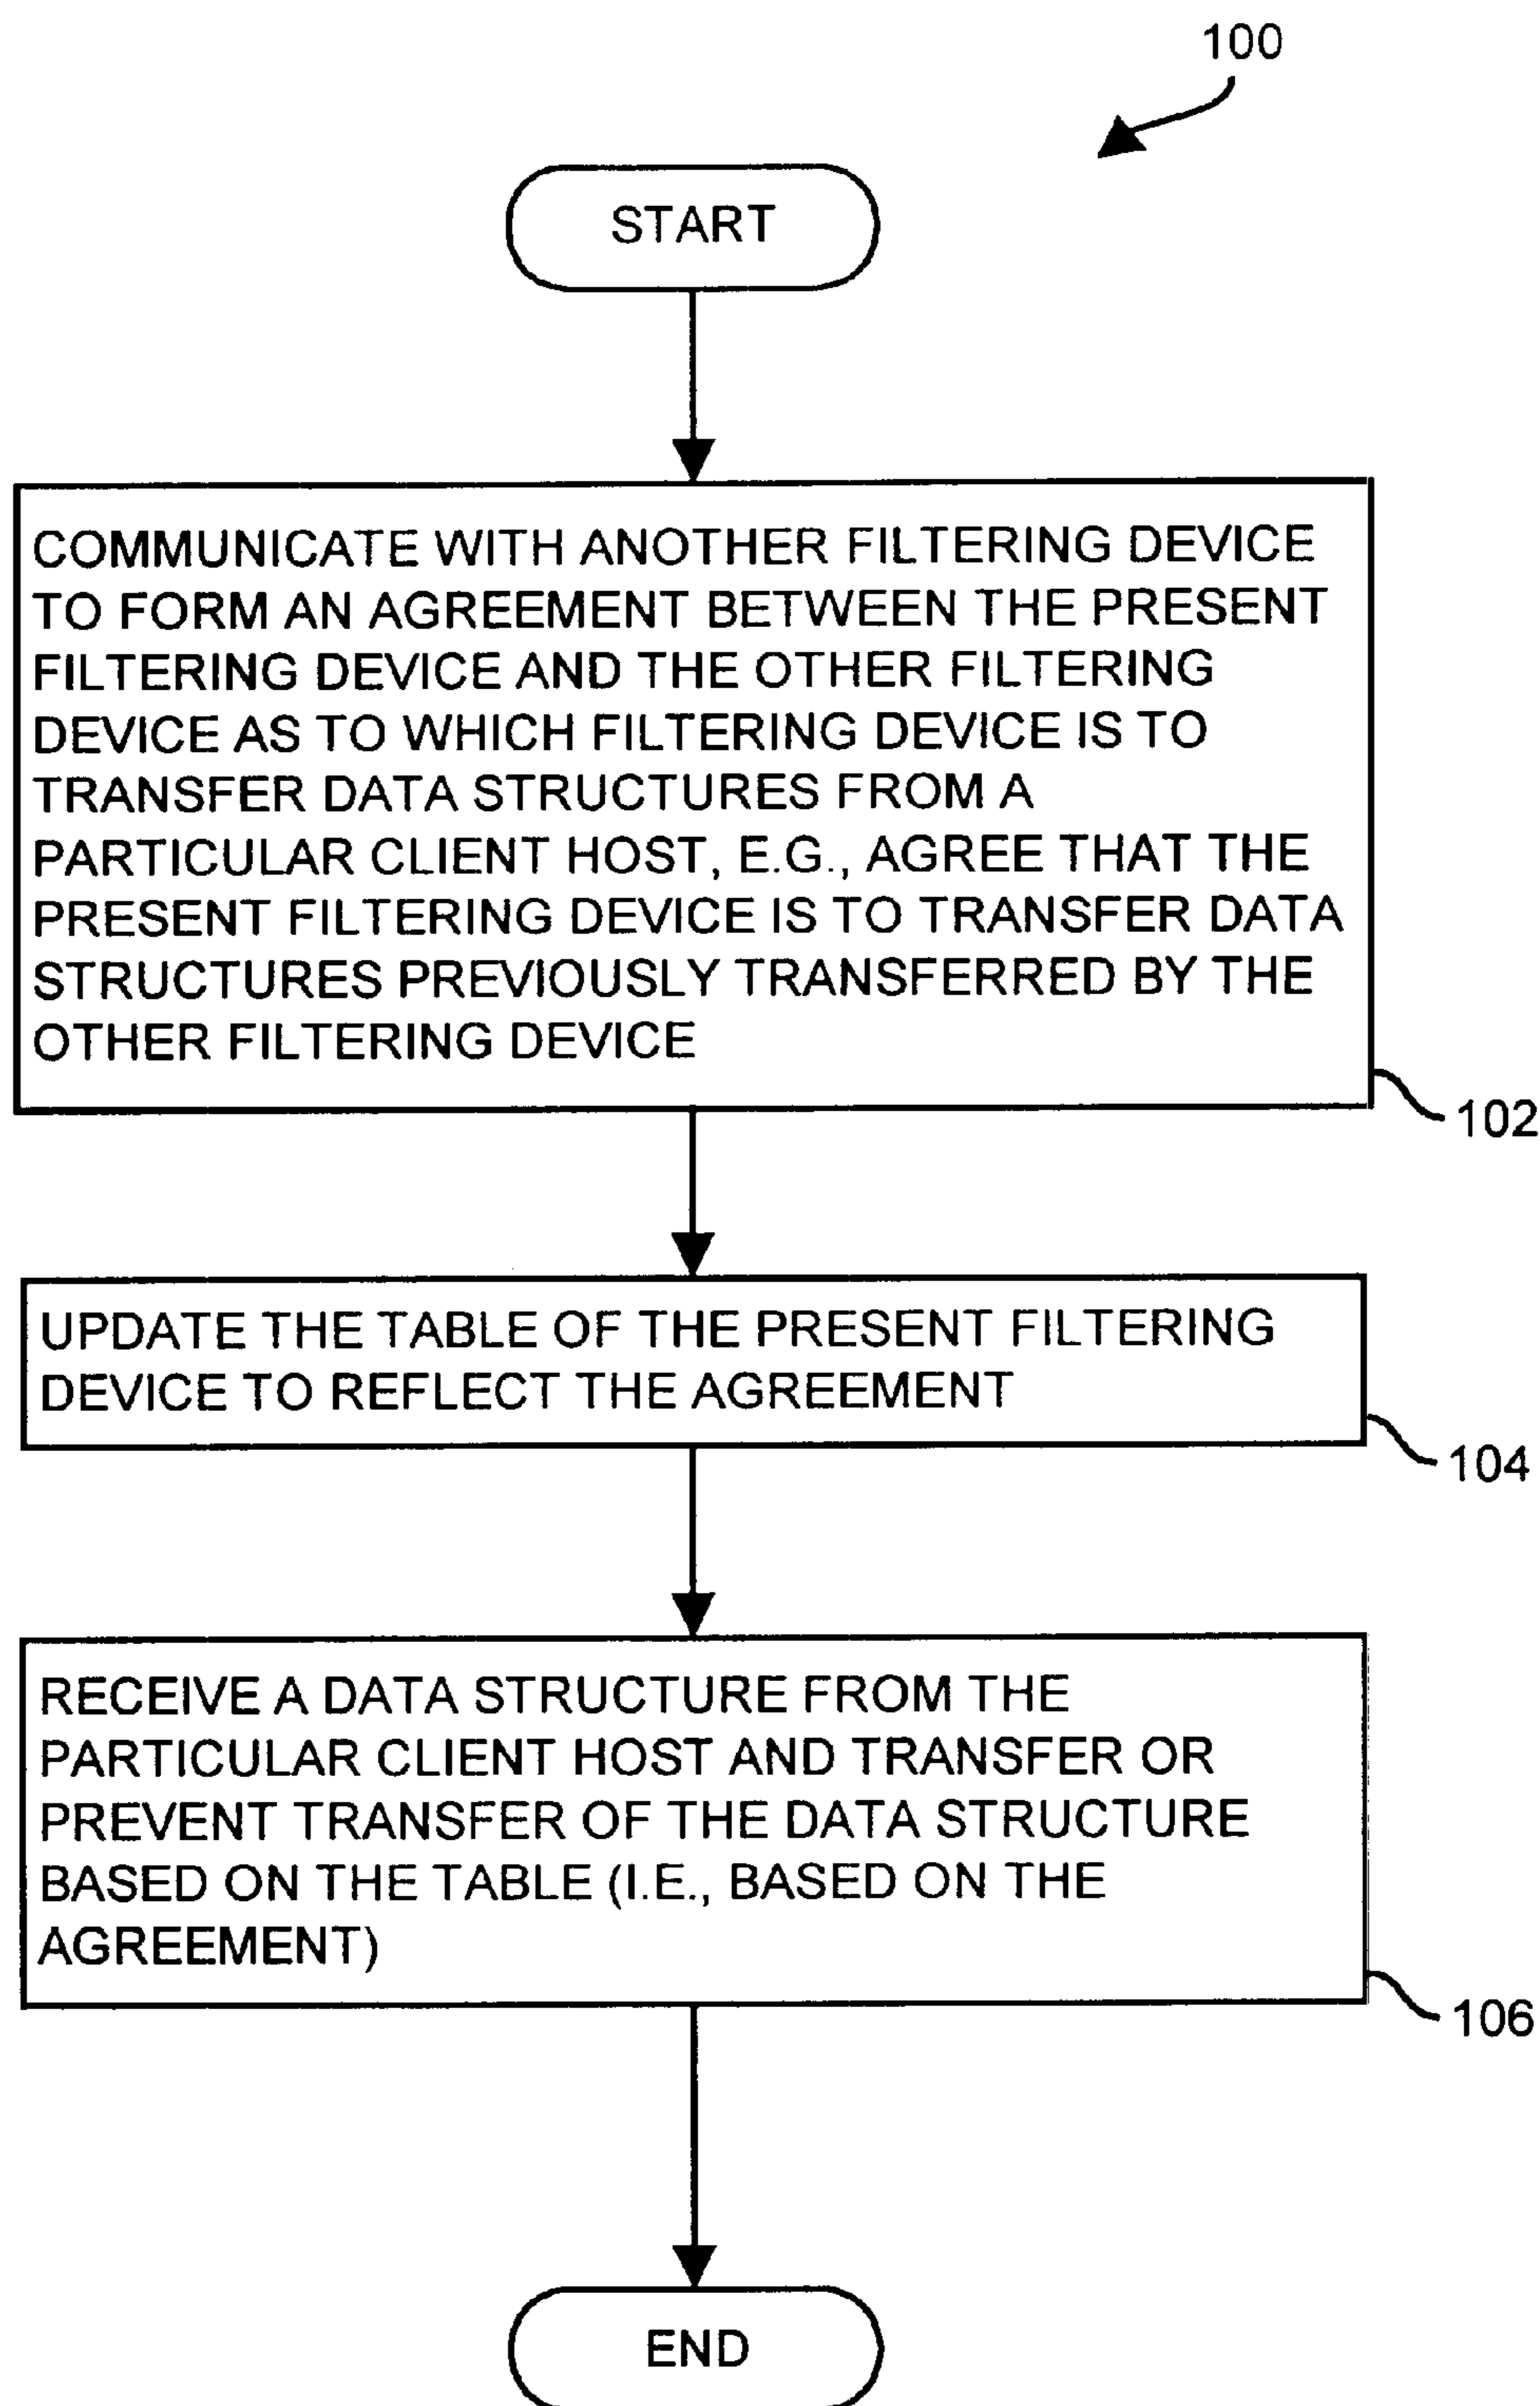 100
START
COMMUNICATE WITH ANOTHER FILTERING DEVICE
TO FORM AN AGREEMENT BETWEEN THE PRESENT
FILTERING DEVICE AND THE OTHER FILTERING
DEVICE AS TO WHICH FILTERING DEVICE IS TO
TRANSFER DATA STRUCTURES FROM A
PARTICULAR CLIENT HOST, E.G., AGREE THAT THE
PRESENT FILTERING DEVICE IS TO TRANSFER DATA
STRUCTURES PREVIOUSLY TRANSFERRED BY THE
OTHER FILTERING DEVICE
102
UPDATE THE TABLE OF THE PRESENT FILTERING
DEVICE TO REFLECT THE AGREEMENT
104
RECEIVE A DATA STRUCTURE FROM THE
PARTICULAR CLIENT HOST AND TRANSFER OR
PREVENT TRANSFER OF THE DATA STRUCTURE
BASED ON THE TABLE (I.E., BASED ON THE
AGREEMENT)
106
END